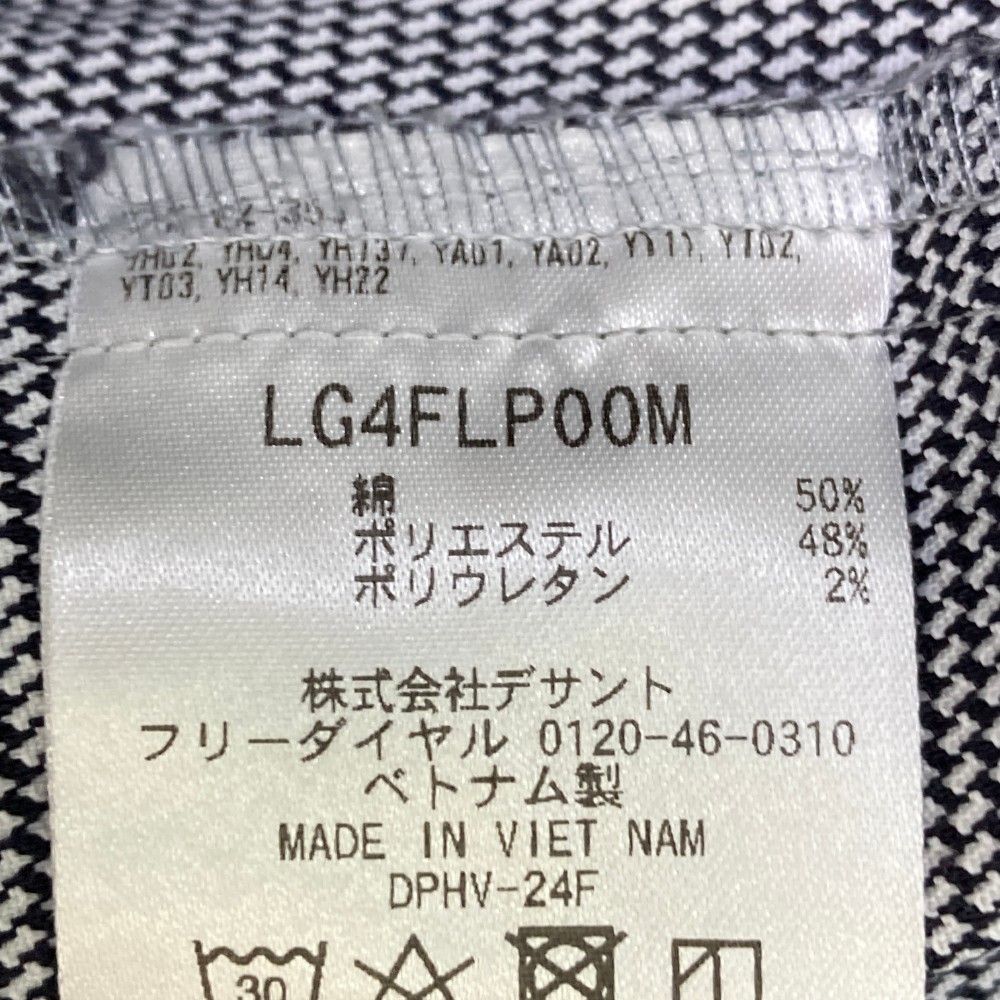 YH02, YH04, YH137, YA01, YA02, YY11, YT02,
YT03, YH14, YH22
LG4FLP00M
綿 50%
ポリエステル 48%
ポリウレタン 2%
株式会社デサント
フリーダイヤル 0120-46-0310
ベトナム製
MADE IN VIET NAM
DPHV-24F
30